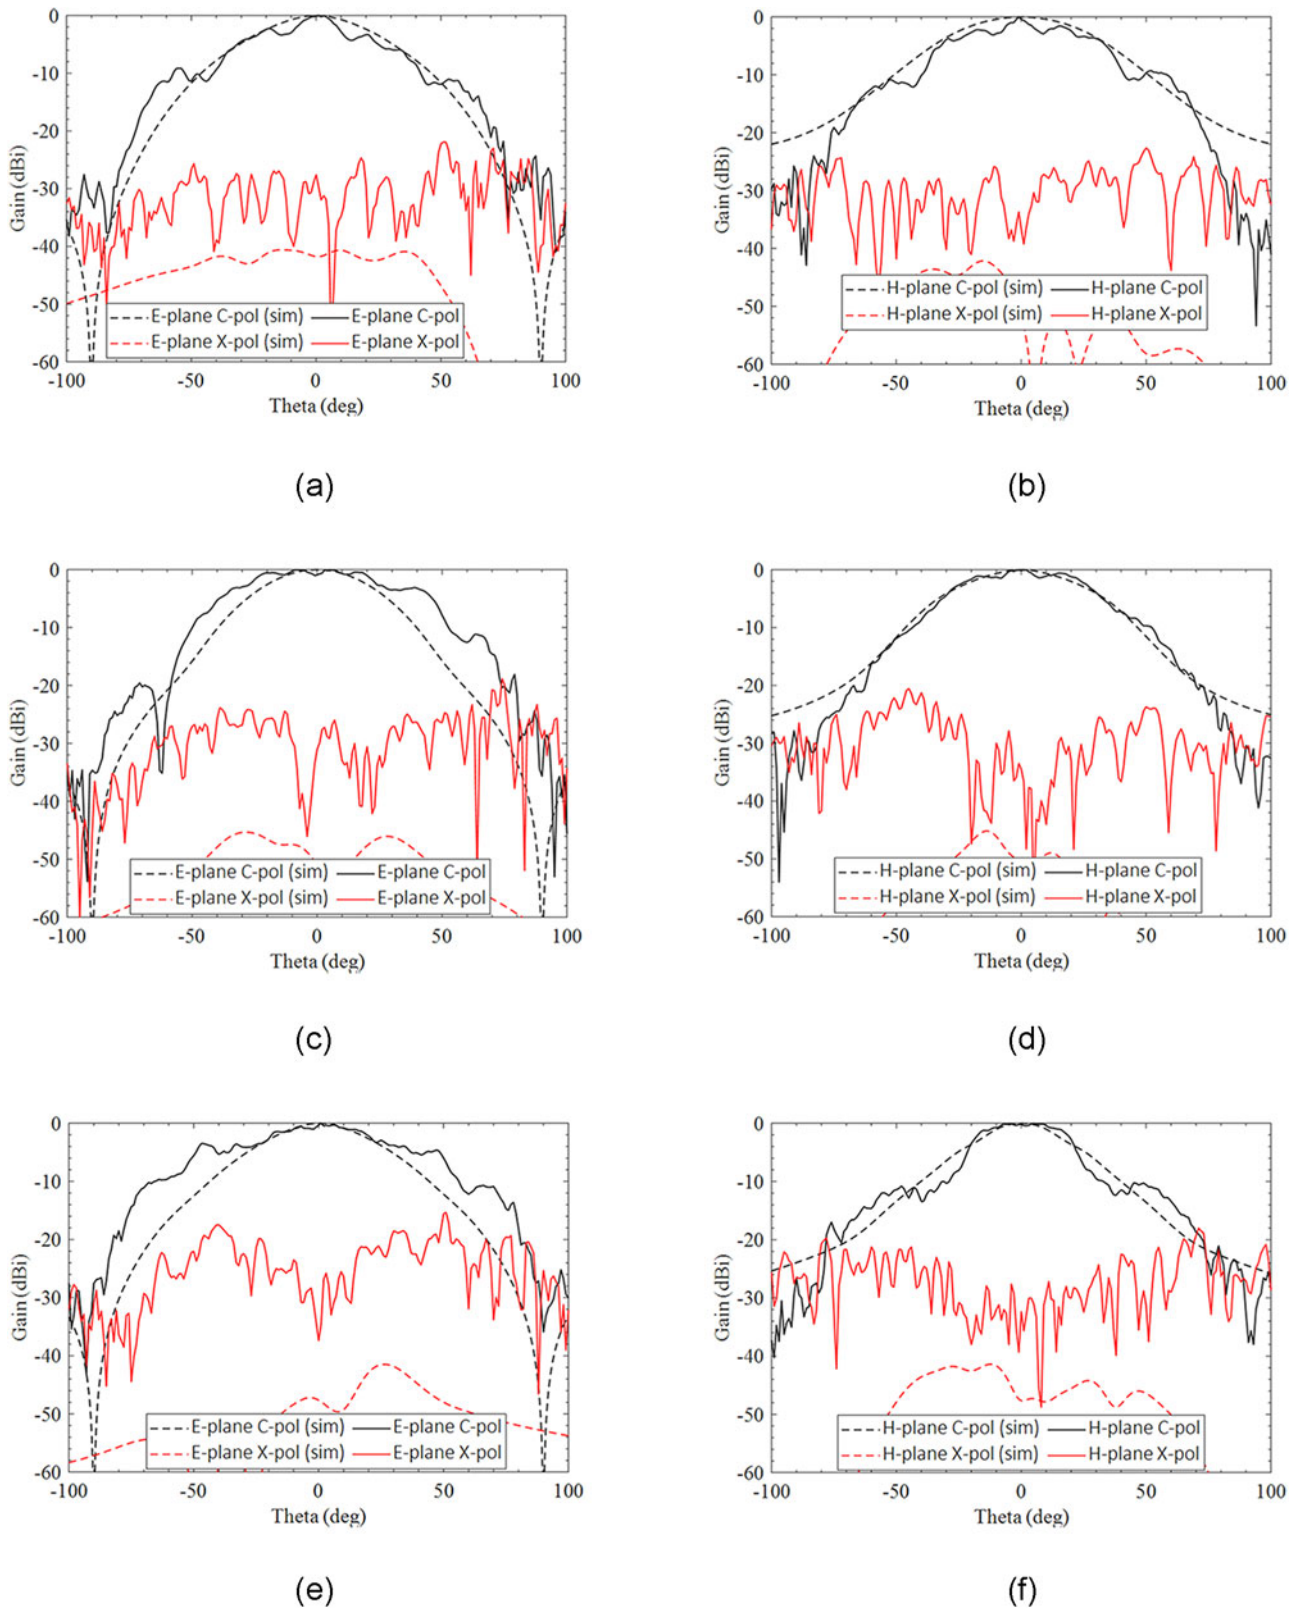 0
-10
-20
-30
-40
-50
-60
Gain (dBi)
E-plane C-pol (sim) E-plane C-pol
E-plane X-pol (sim) E-plane X-pol
-100 -50 0 50 100
Theta (deg)
(a)
0
-10
-20
-30
-40
-50
-60
Gain (dBi)
H-plane C-pol (sim) H-plane C-pol
H-plane X-pol (sim) H-plane X-pol
-100 -50 0 50 100
Theta (deg)
(b)
0
-10
-20
-30
-40
-50
-60
Gain (dBi)
E-plane C-pol (sim) E-plane C-pol
E-plane X-pol (sim) E-plane X-pol
-100 -50 0 50 100
Theta (deg)
(c)
0
-10
-20
-30
-40
-50
-60
Gain (dBi)
H-plane C-pol (sim) H-plane C-pol
H-plane X-pol (sim) H-plane X-pol
-100 -50 0 50 100
Theta (deg)
(d)
0
-10
-20
-30
-40
-50
-60
Gain (dBi)
E-plane C-pol (sim) E-plane C-pol
E-plane X-pol (sim) E-plane X-pol
-100 -50 0 50 100
Theta (deg)
(e)
0
-10
-20
-30
-40
-50
-60
Gain (dBi)
H-plane C-pol (sim) H-plane C-pol
H-plane X-pol (sim) H-plane X-pol
-100 -50 0 50 100
Theta (deg)
(f)